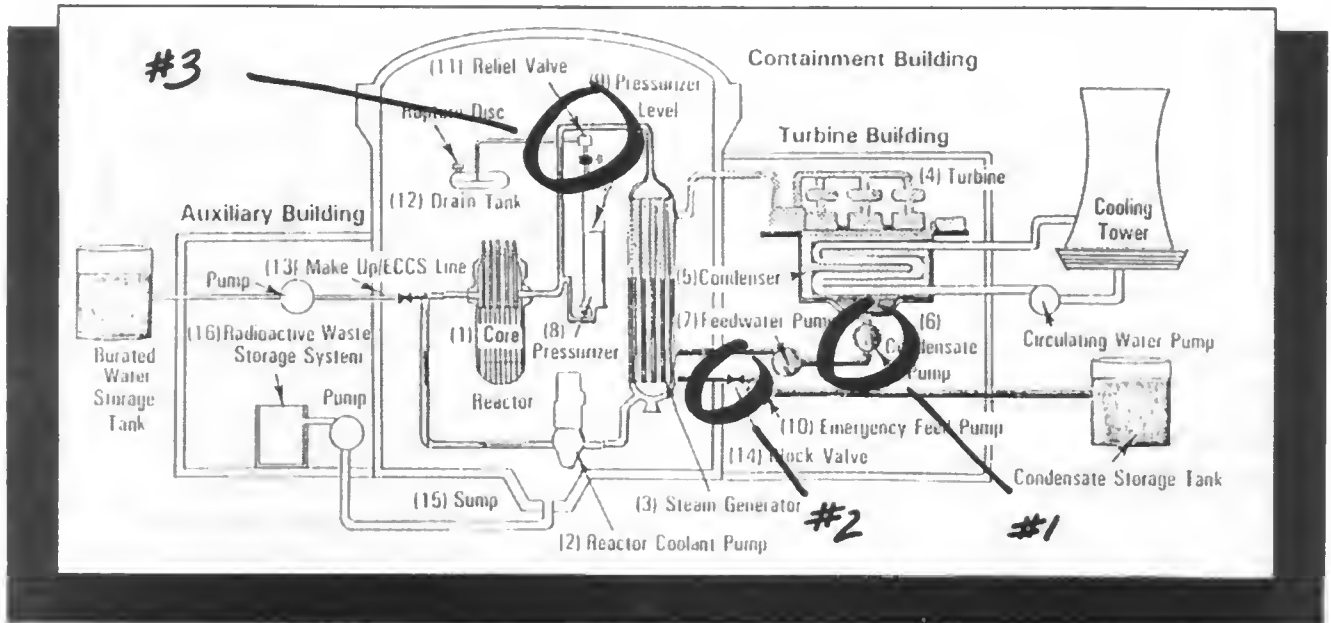 #3
(11) Relief Valve
Containment Building
(9) Pressurizer
Level
Rupture Disc
Turbine Building
(4) Turbine
(12) Drain Tank
Cooling
Tower
Auxiliary Building
(13) Make Up/ECCS Line
Pump
(5) Condenser
(7) Feedwater Pump
(6)
Condensate
Pump
(16) Radioactive Waste
Storage System
(1) Core
(8)
Pressurizer
Circulating Water Pump
Borated
Water
Storage
Tank
Reactor
Pump
(10) Emergency Feed Pump
(14) Block Valve
Condensate Storage Tank
(15) Sump
(3) Steam Generator
#2
#1
(2) Reactor Coolant Pump